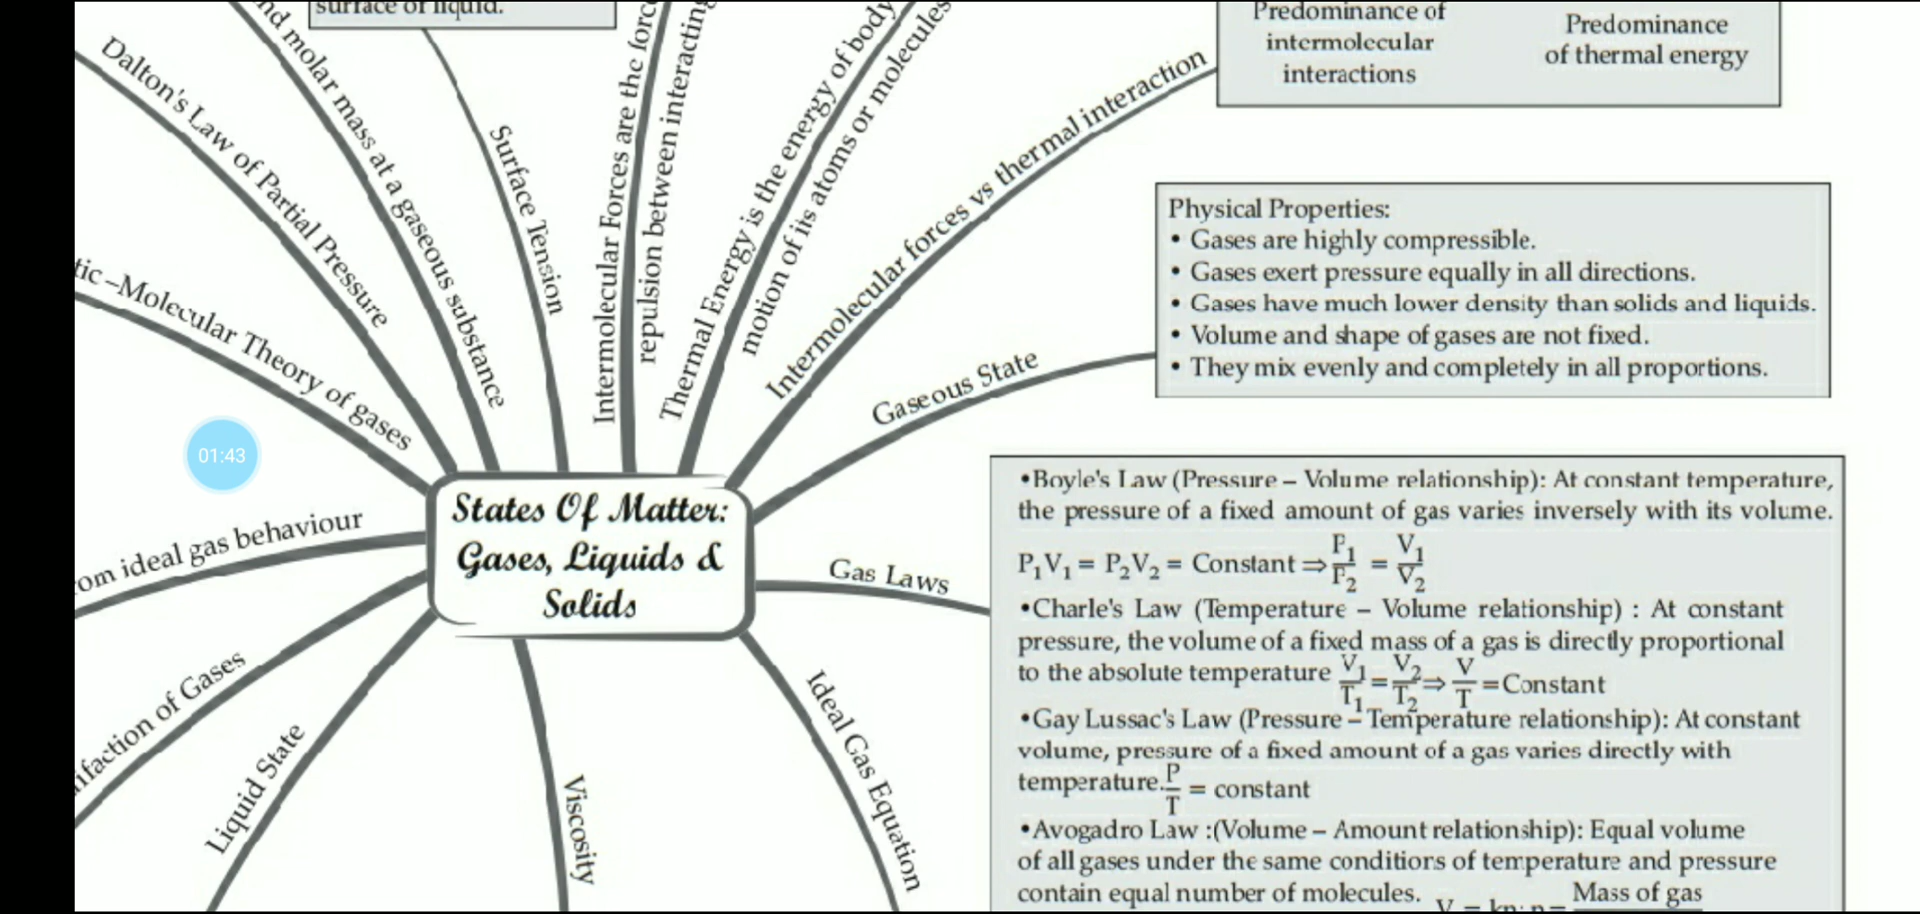 surface of liquid.
Predominance of
intermolecular
interactions
Predominance
of thermal energy
Dalton's Law of Partial Pressure
molar mass at a gaseous substance
Surface Tension
Intermolecular Forces are the
repulsion between interacting
Thermal Energy is the energy of body
motion of its atoms or molecules
Intermolecular forces vs thermal interaction
–Molecular Theory of gases
Gaseous State
Physical Properties:
• Gases are highly compressible.
• Gases exert pressure equally in all directions.
• Gases have much lower density than solids and liquids.
• Volume and shape of gases are not fixed.
• They mix evenly and completely in all proportions.
01:43
States Of Matter:
Gases, Liquids &
Solids
ideal gas behaviour
of Gases
Liquid State
Viscosity
Ideal Gas Equation
Gas Laws
•Boyle's Law (Pressure – Volume relationship): At constant temperature,
the pressure of a fixed amount of gas varies inversely with its volume.
P₁V₁ = P₂V₂ = Constant ⇒ P₁/P₂ = V₁/V₂
•Charle's Law (Temperature – Volume relationship) : At constant
pressure, the volume of a fixed mass of a gas is directly proportional
to the absolute temperature V₁/T₁ = V₂/T₂ ⇒ V/T = Constant
•Gay Lussac's Law (Pressure – Temperature relationship): At constant
volume, pressure of a fixed amount of a gas varies directly with
temperature. P/T = constant
•Avogadro Law :(Volume – Amount relationship): Equal volume
of all gases under the same conditiors of temperature and pressure
contain equal number of molecules. V = kn; n = Mass of gas